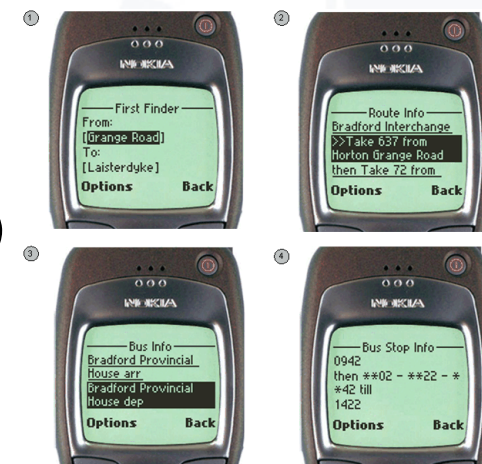 1
NOKIA
First Finder
From:
[Grange Road]
To:
[Laisterdyke]
Options Back
2
NOKIA
Route Info
Bradford Interchange
>>Take 637 from
Horton Grange Road
then Take 72 from
Options Back
3
NOKIA
Bus Info
Bradford Provincial
House arr
Bradford Provincial
House dep
Options Back
4
NOKIA
Bus Stop Info
0942
then **02 - **22 - *
*42 till
1422
Options Back